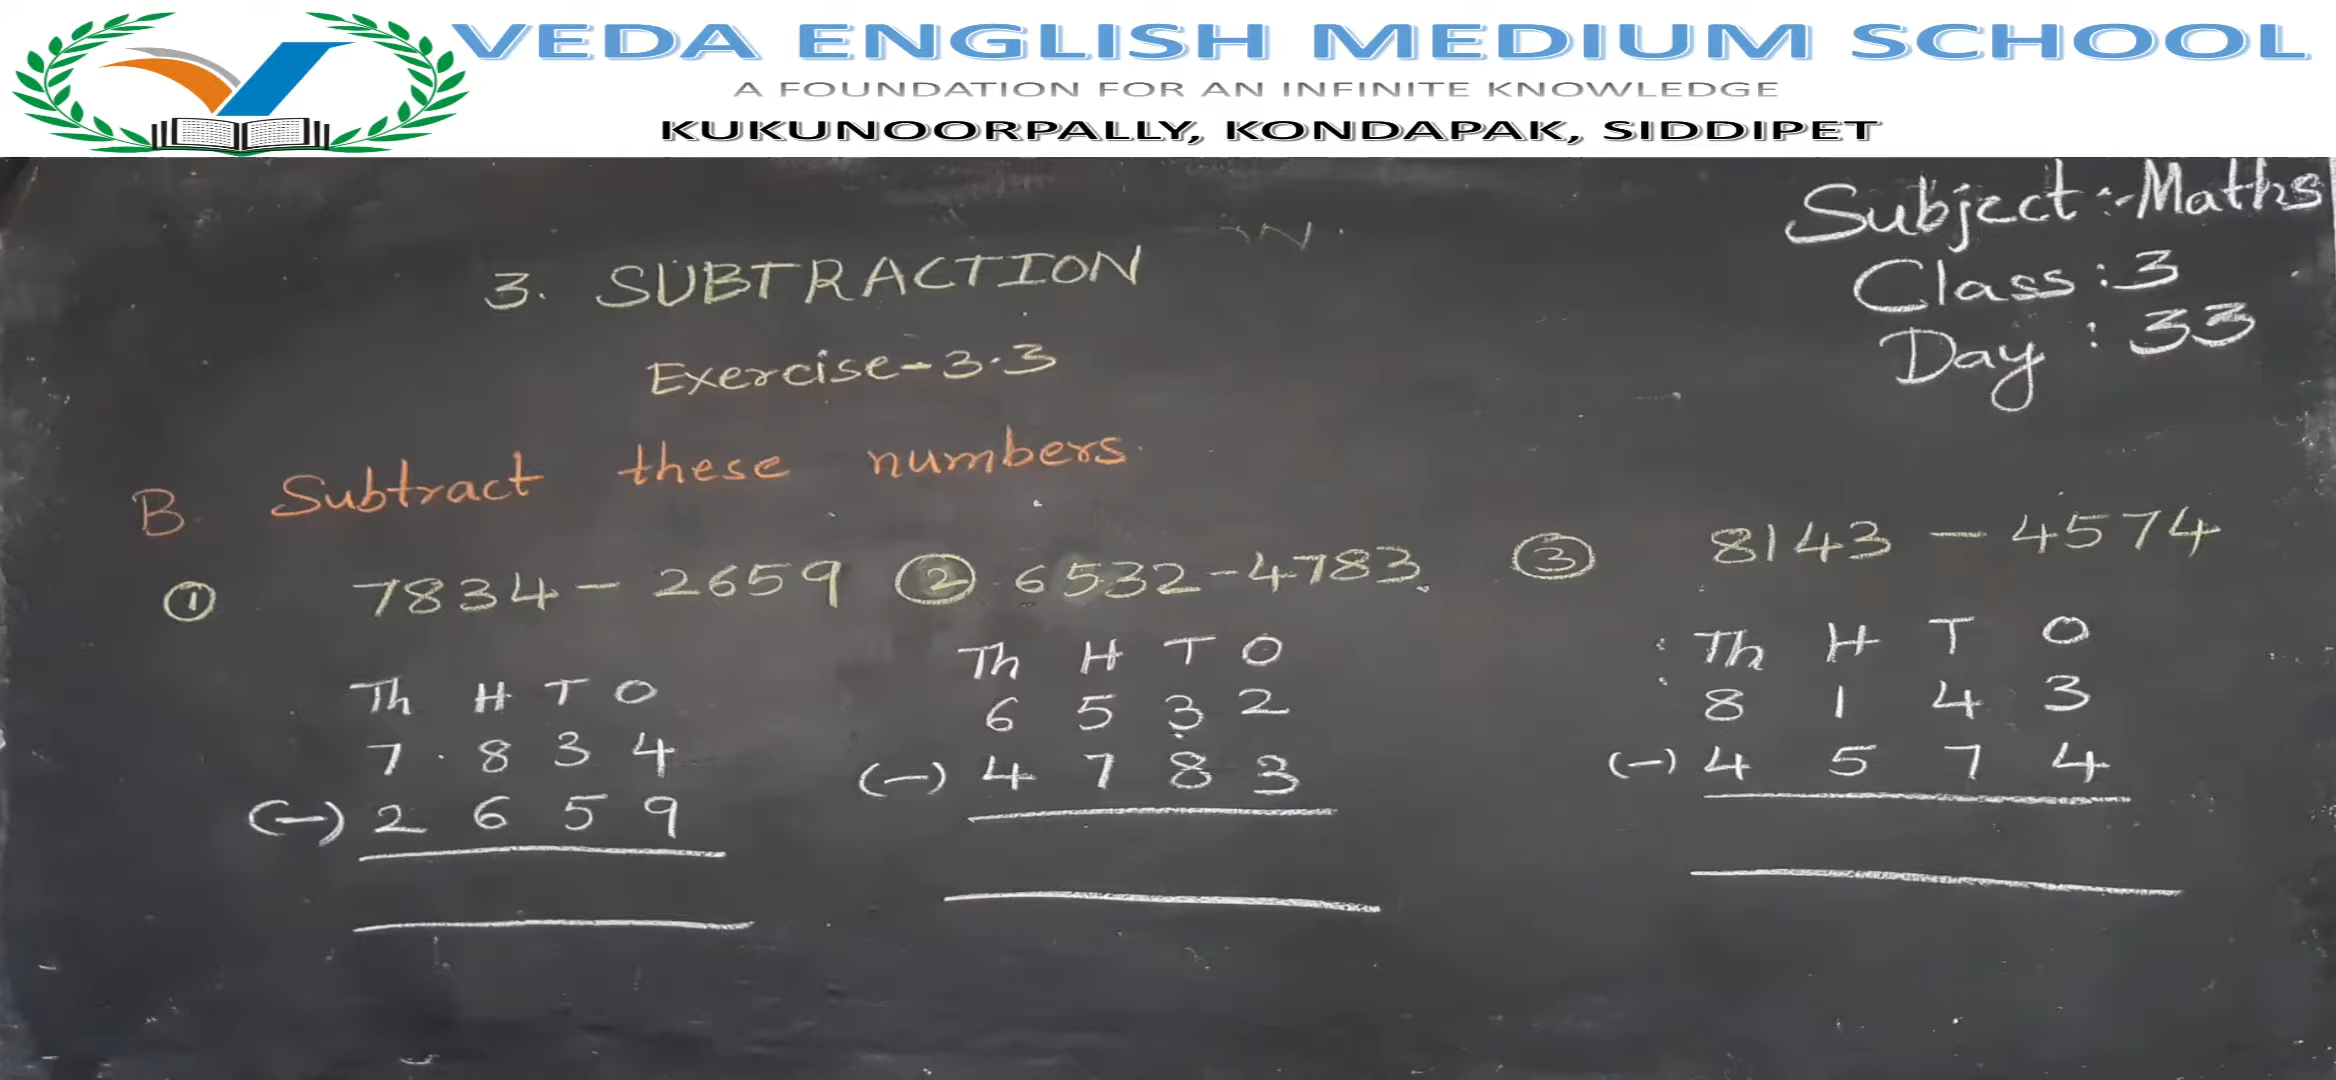 VEDA ENGLISH MEDIUM SCHOOL
A FOUNDATION FOR AN INFINITE KNOWLEDGE
KUKUNOORPALLY, KONDAPAK, SIDDIPET
Subject :- Maths
Class : 3
Day : 33
3. SUBTRACTION
Exercise - 3.3
B. Subtract these numbers.
① 7834 - 2659
Th H T O
7 8 3 4
(-) 2 6 5 9
② 6532 - 4783
Th H T O
6 5 3 2
(-) 4 7 8 3
③ 8143 - 4574
Th H T O
8 1 4 3
(-) 4 5 7 4